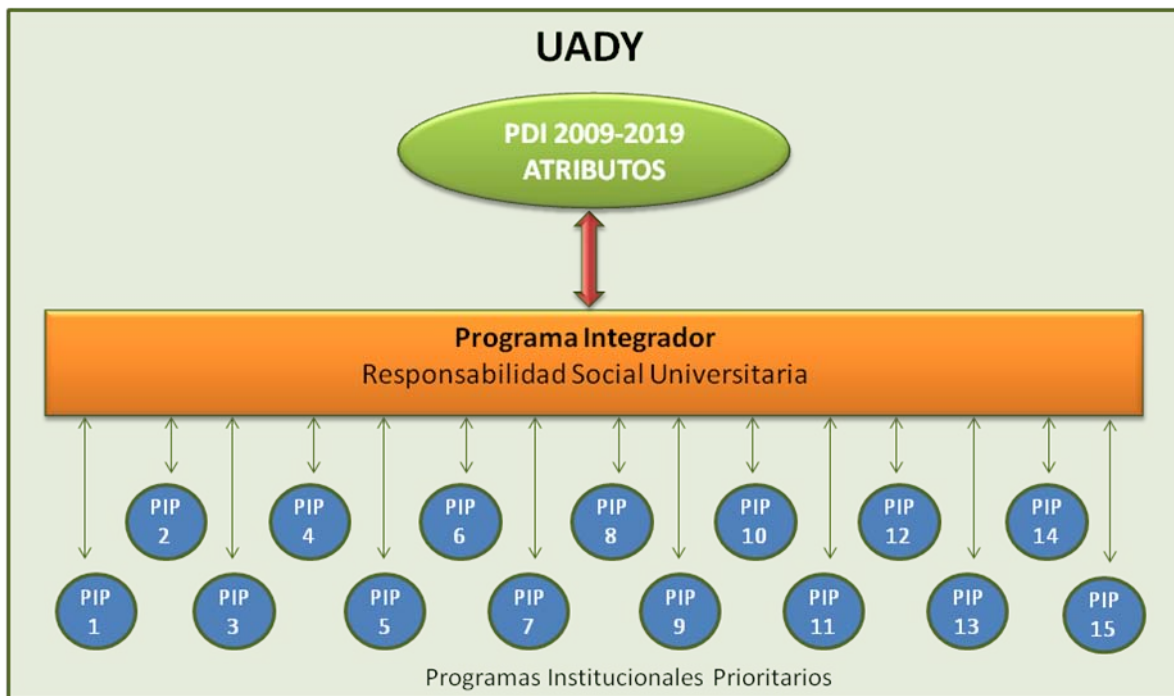 UADY
PDI 2009-2019
ATRIBUTOS
Programa Integrador
Responsabilidad Social Universitaria
PIP
2
PIP
4
PIP
6
PIP
8
PIP
10
PIP
12
PIP
14
PIP
1
PIP
3
PIP
5
PIP
7
PIP
9
PIP
11
PIP
13
PIP
15
Programas Institucionales Prioritarios